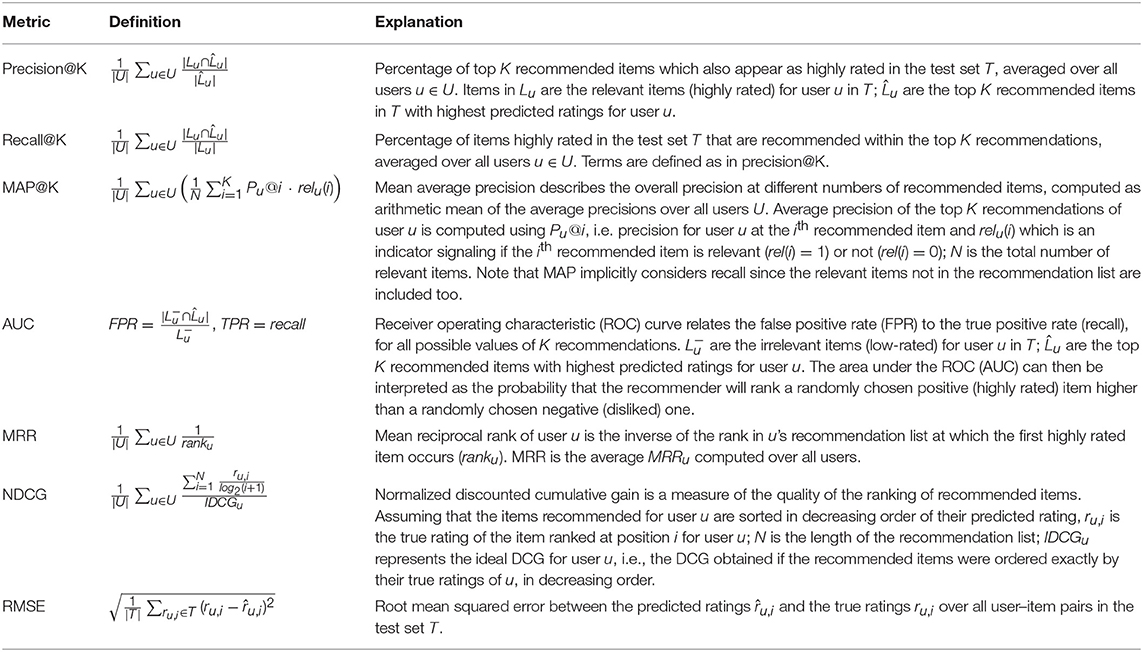 Metric Definition Explanation
Precision@K \frac{1}{|U|} \sum_{u∈U} \frac{|L_u∩\hat{L}_u|}{|\hat{L}_u|} Percentage of top K recommended items which also appear as highly rated in the test set T, averaged over all
users u ∈ U. Items in L_u are the relevant items (highly rated) for user u in T; \hat{L}_u are the top K recommended items
in T with highest predicted ratings for user u.
Recall@K \frac{1}{|U|} \sum_{u∈U} \frac{|L_u∩\hat{L}_u|}{|L_u|} Percentage of items highly rated in the test set T that are recommended within the top K recommendations,
averaged over all users u ∈ U. Terms are defined as in precision@K.
MAP@K \frac{1}{|U|} \sum_{u∈U} (\frac{1}{N} \sum_{i=1}^{K} P_u@i · rel_u(i)) Mean average precision describes the overall precision at different numbers of recommended items, computed as
arithmetic mean of the average precisions over all users U. Average precision of the top K recommendations of
user u is computed using P_u@i, i.e. precision for user u at the i^{th} recommended item and rel_u(i) which is an
indicator signaling if the i^{th} recommended item is relevant (rel(i) = 1) or not (rel(i) = 0); N is the total number of
relevant items. Note that MAP implicitly considers recall since the relevant items not in the recommendation list are
included too.
AUC FPR = \frac{|L_u^-∩\hat{L}_u|}{L_u^-}, TPR = recall Receiver operating characteristic (ROC) curve relates the false positive rate (FPR) to the true positive rate (recall),
for all possible values of K recommendations. L_u^- are the irrelevant items (low-rated) for user u in T; \hat{L}_u are the top
K recommended items with highest predicted ratings for user u. The area under the ROC (AUC) can then be
interpreted as the probability that the recommender will rank a randomly chosen positive (highly rated) item higher
than a randomly chosen negative (disliked) one.
MRR \frac{1}{|U|} \sum_{u∈U} \frac{1}{rank_u} Mean reciprocal rank of user u is the inverse of the rank in u's recommendation list at which the first highly rated
item occurs (rank_u). MRR is the average MRR_u computed over all users.
NDCG \frac{1}{|U|} \sum_{u∈U} \frac{\sum_{i=1}^{N} \frac{r_{u,i}}{log_2(i+1)}}{IDCG_u} Normalized discounted cumulative gain is a measure of the quality of the ranking of recommended items.
Assuming that the items recommended for user u are sorted in decreasing order of their predicted rating, r_{u,i} is
the true rating of the item ranked at position i for user u; N is the length of the recommendation list; IDCG_u
represents the ideal DCG for user u, i.e., the DCG obtained if the recommended items were ordered exactly by
their true ratings of u, in decreasing order.
RMSE \sqrt{\frac{1}{|T|} \sum_{r_{u,i}∈T} (r_{u,i} − \hat{r}_{u,i})^2} Root mean squared error between the predicted ratings \hat{r}_{u,i} and the true ratings r_{u,i} over all user–item pairs in the
test set T.